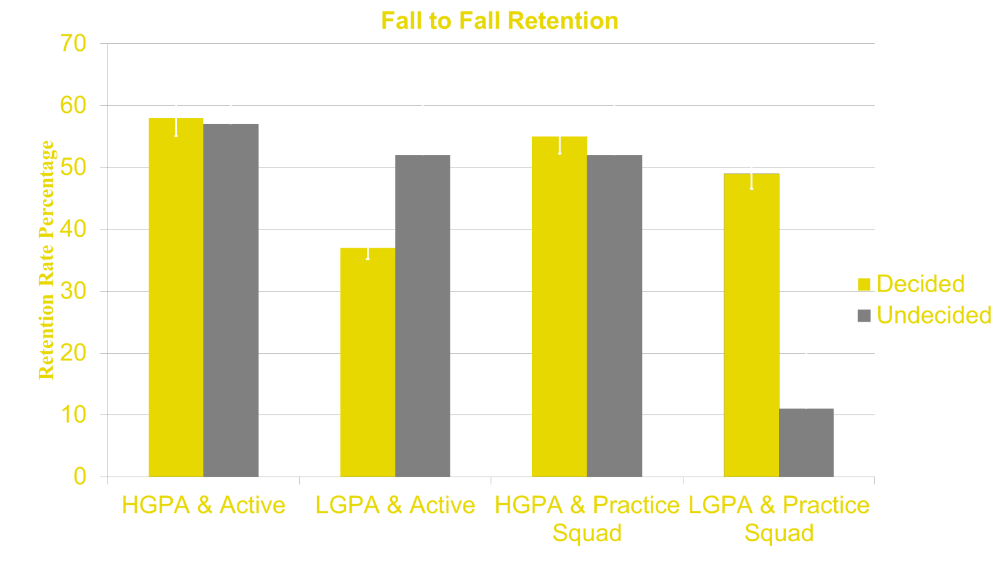 Fall to Fall Retention
70
60
50
40
30
20
10
0
Retention Rate Percentage
HGPA & Active
LGPA & Active
HGPA & Practice
Squad
LGPA & Practice
Squad
Decided
Undecided